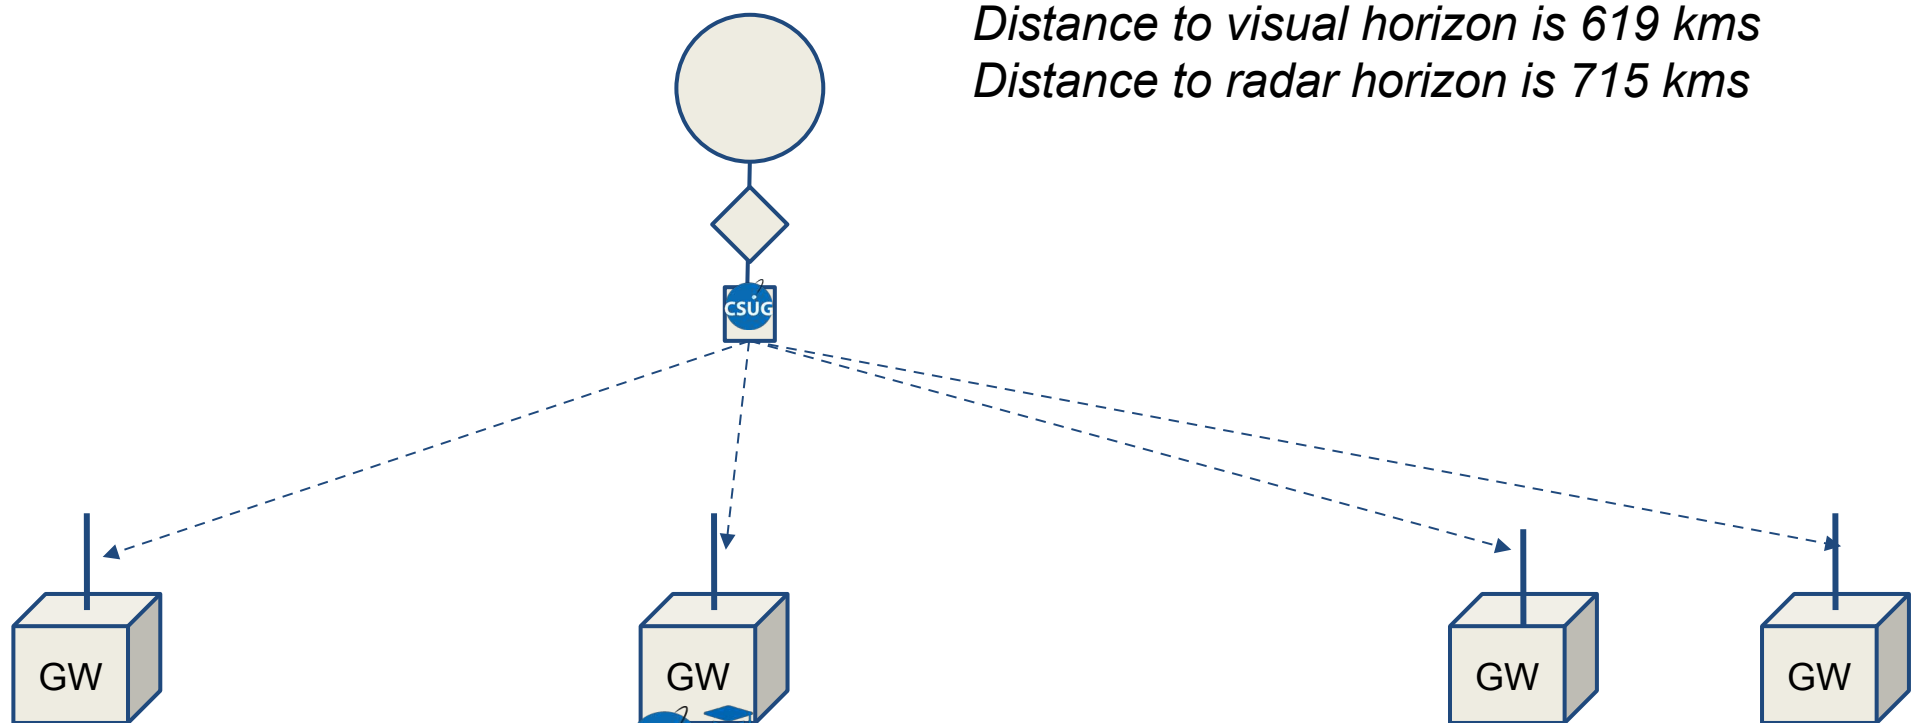 Distance to visual horizon is 619 kms
Distance to radar horizon is 715 kms
CSUG
GW
GW
GW
GW